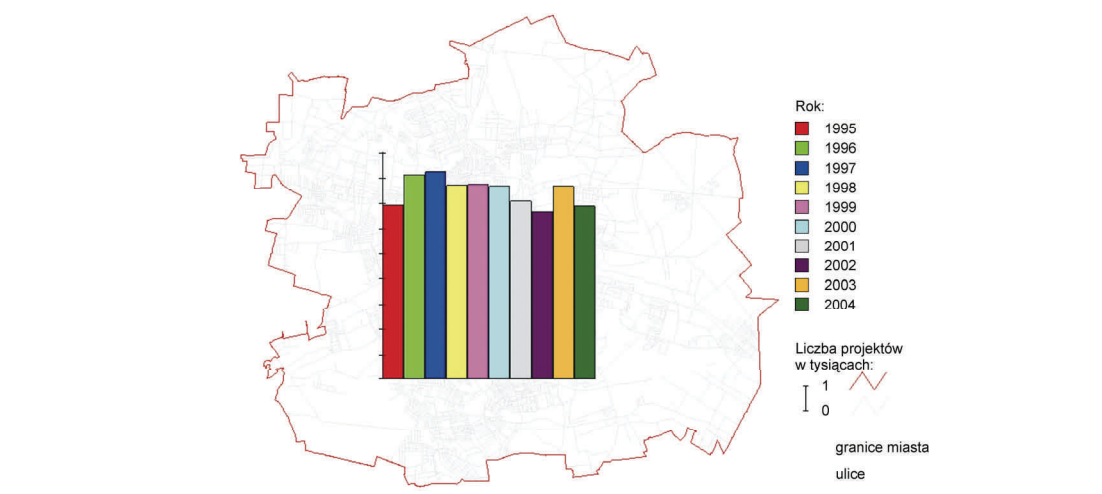 Rok:
1995
1996
1997
1998
1999
2000
2001
2002
2003
2004
Liczba projektów
w tysiącach:
1
0
granice miasta
ulice